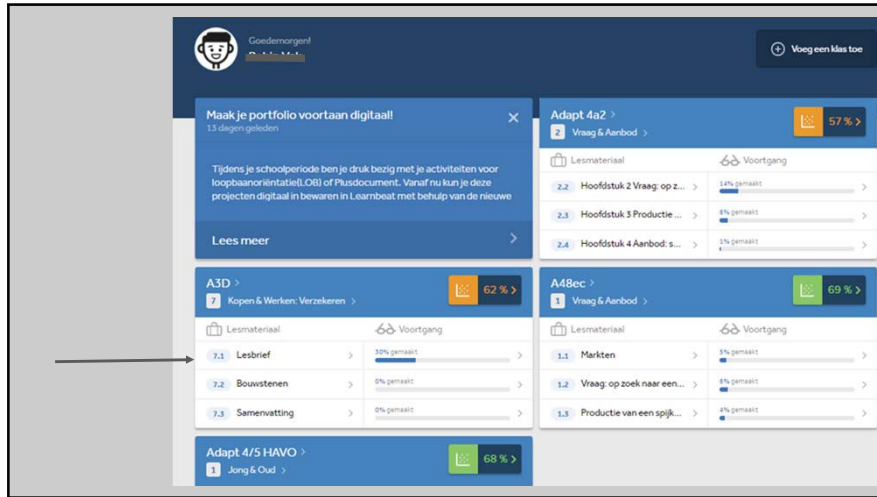 Goedemorgen!
Voeg een klas toe
Maak je portfolio voortaan digitaal!
13 dagen geleden
Tijdens je schoolperiode ben je druk bezig met je activiteiten voor
loopbaanoriëntatie(LOB) of Plusdocument. Vanaf nu kun je deze
projecten digitaal in bewaren in Learnbeat met behulp van de nieuwe
Lees meer
Adapt 4a2
57 %
2 Vraag & Aanbod
Lesmateriaal Voortgang
2.2 Hoofdstuk 2 Vraag: op z... 14% gemaakt
2.3 Hoofdstuk 3 Productie ... 8% gemaakt
2.4 Hoofdstuk 4 Aanbod: s... 1% gemaakt
A3D
62 %
7 Kopen & Werken: Verzekeren
Lesmateriaal Voortgang
7.1 Lesbrief 30% gemaakt
7.2 Bouwstenen 0% gemaakt
7.3 Samenvatting 0% gemaakt
A48ec
69 %
1 Vraag & Aanbod
Lesmateriaal Voortgang
1.1 Markten 5% gemaakt
1.2 Vraag: op zoek naar een... 6% gemaakt
1.3 Productie van een spijk... 4% gemaakt
Adapt 4/5 HAVO
68 %
1 Jong & Oud